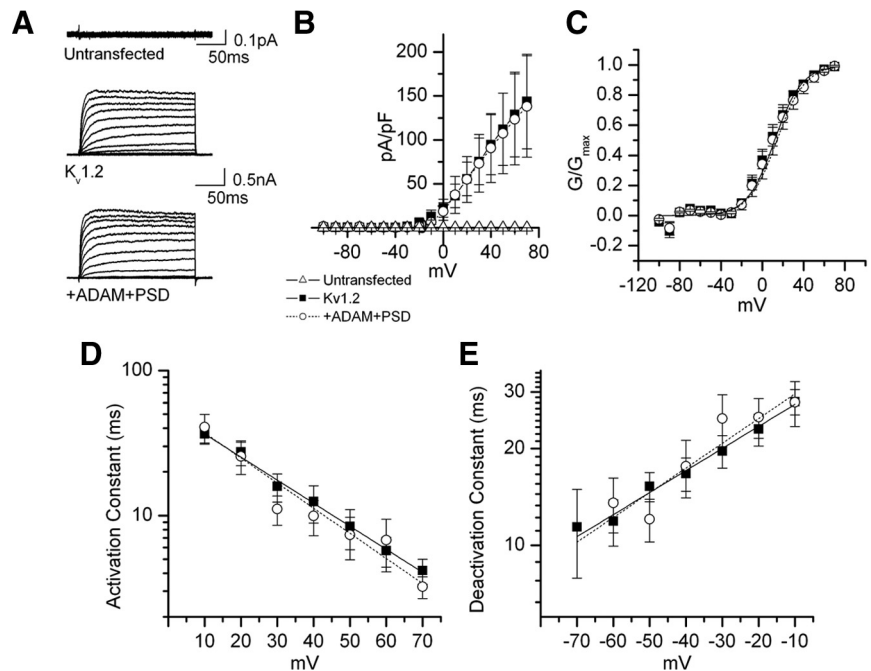 A
Untransfected
0.1pA
50ms
Kv1.2
0.5nA
50ms
+ADAM+PSD
B
200
150
100
50
pA/pF
-80 -40 0 40 80
mV
Untransfected
Kv1.2
+ADAM+PSD
C
1.0
0.8
0.6
0.4
0.2
0.0
-0.2
G/Gmax
-120 -80 -40 0 40 80
mV
D
100
10
Activation Constant (ms)
10 20 30 40 50 60 70
mV
E
30
20
10
Deactivation Constant (ms)
-70 -60 -50 -40 -30 -20 -10
mV